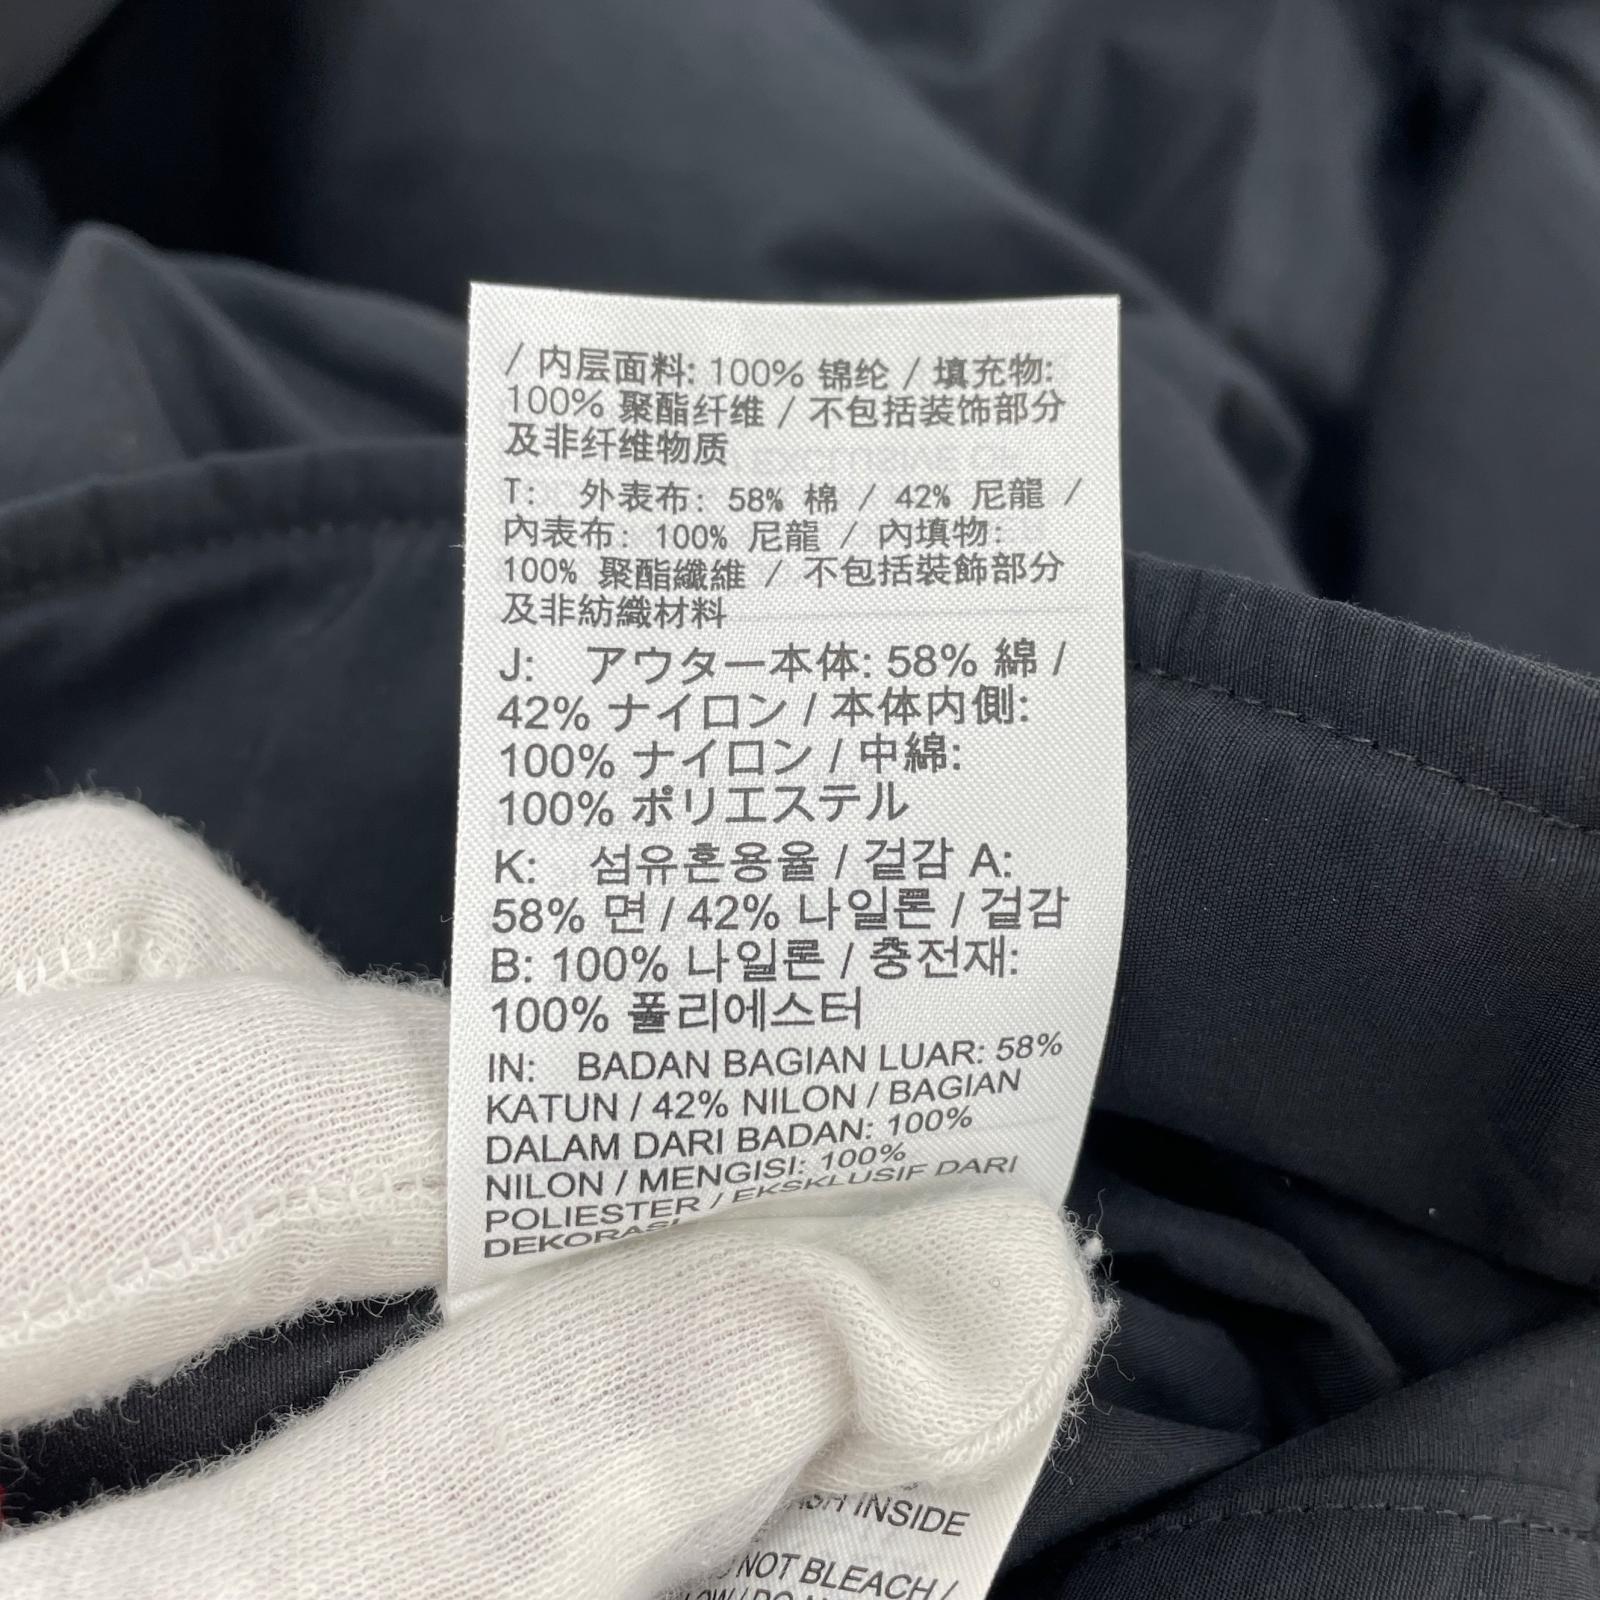 / 内层面料: 100% 锦纶 / 填充物:
100% 聚酯纤维 / 不包括装饰部分
及非纤维物质
T: 外表布: 58% 棉 / 42% 尼龍 /
內表布: 100% 尼龍 / 內填物:
100% 聚酯纖維 / 不包括裝飾部分
及非紡織材料
J: アウター本体: 58% 綿 /
42% ナイロン / 本体内側:
100% ナイロン / 中綿:
100% ポリエステル
K: 섬유혼용율 / 겉감 A:
58% 면 / 42% 나일론 / 겉감
B: 100% 나일론 / 충전재:
100% 폴리에스터
IN: BADAN BAGIAN LUAR: 58%
KATUN / 42% NILON / BAGIAN
DALAM DARI BADAN: 100%
NILON / MENGISI: 100%
POLIESTER / EKSKLUSIF DARI
DEKORASI
INSIDE
NOT BLEACH /